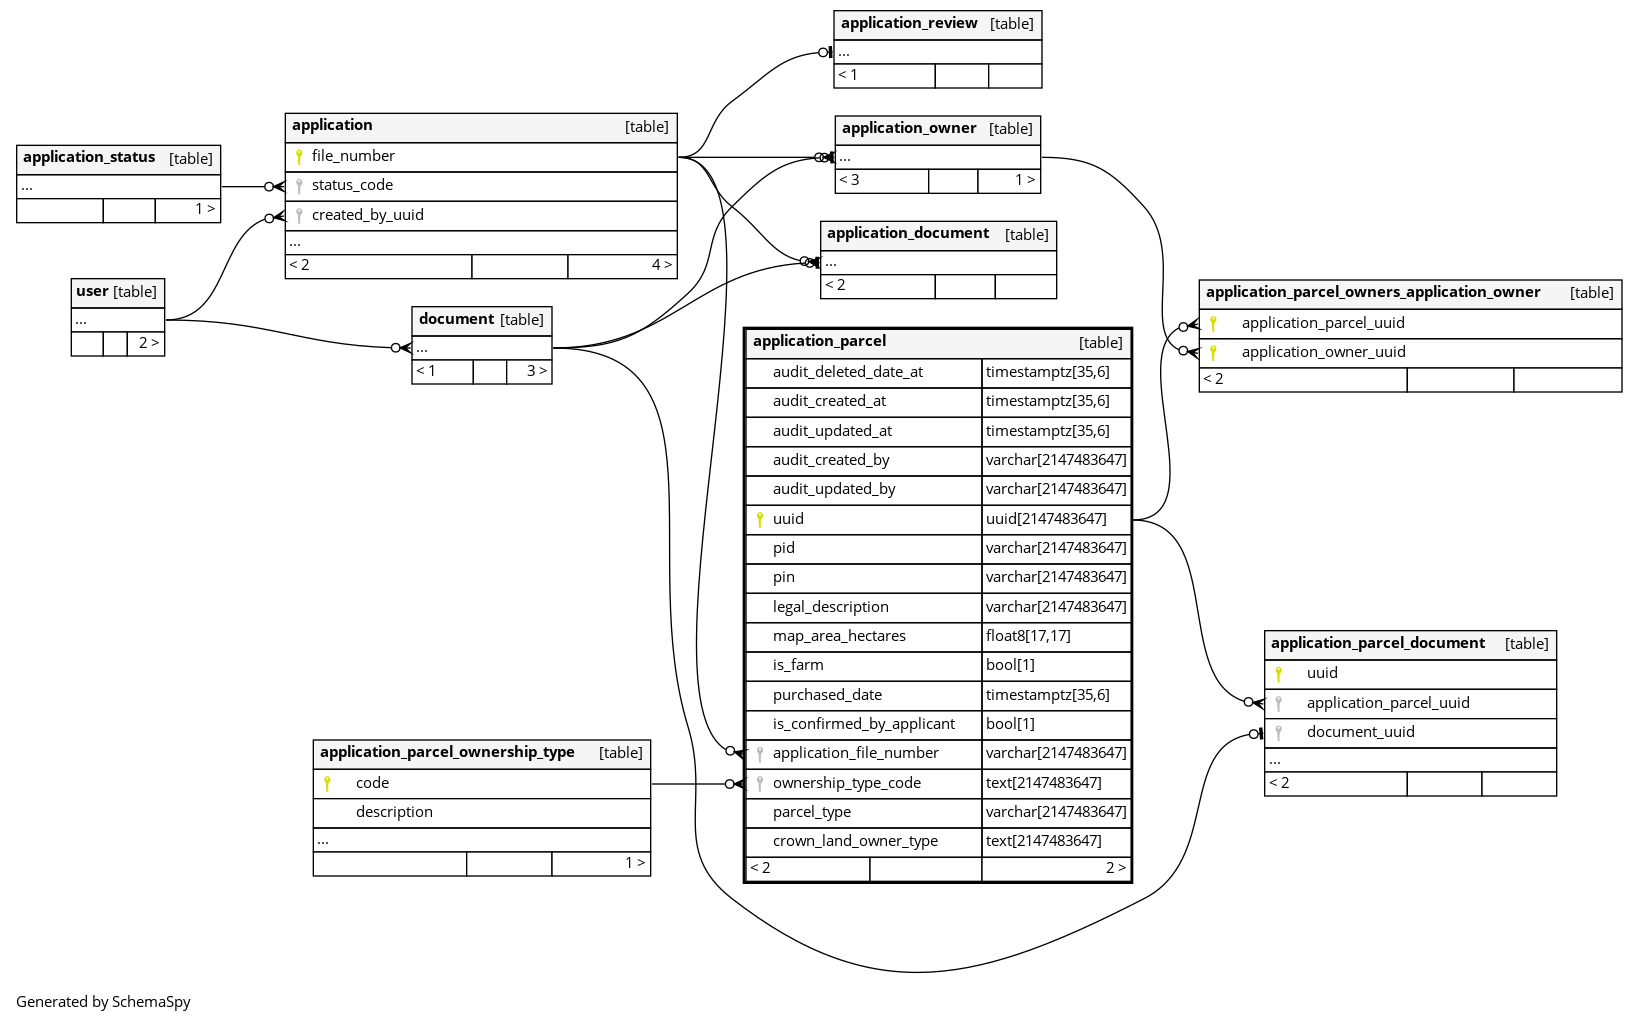 application_review [table]
...
< 1
application [table]
file_number
status_code
created_by_uuid
...
< 2 4 >
application_owner [table]
...
< 3 1 >
application_status [table]
...
1 >
application_document [table]
...
< 2
user [table]
...
2 >
application_parcel_owners_application_owner [table]
application_parcel_uuid
application_owner_uuid
< 2
document [table]
...
< 1 3 >
application_parcel [table]
audit_deleted_date_at timestamptz[35,6]
audit_created_at timestamptz[35,6]
audit_updated_at timestamptz[35,6]
audit_created_by varchar[2147483647]
audit_updated_by varchar[2147483647]
uuid uuid[2147483647]
pid varchar[2147483647]
pin varchar[2147483647]
legal_description varchar[2147483647]
map_area_hectares float8[17,17]
is_farm bool[1]
purchased_date timestamptz[35,6]
is_confirmed_by_applicant bool[1]
application_file_number varchar[2147483647]
ownership_type_code text[2147483647]
parcel_type varchar[2147483647]
crown_land_owner_type text[2147483647]
< 2 2 >
application_parcel_document [table]
uuid
application_parcel_uuid
document_uuid
...
< 2
application_parcel_ownership_type [table]
code
description
...
1 >
Generated by SchemaSpy